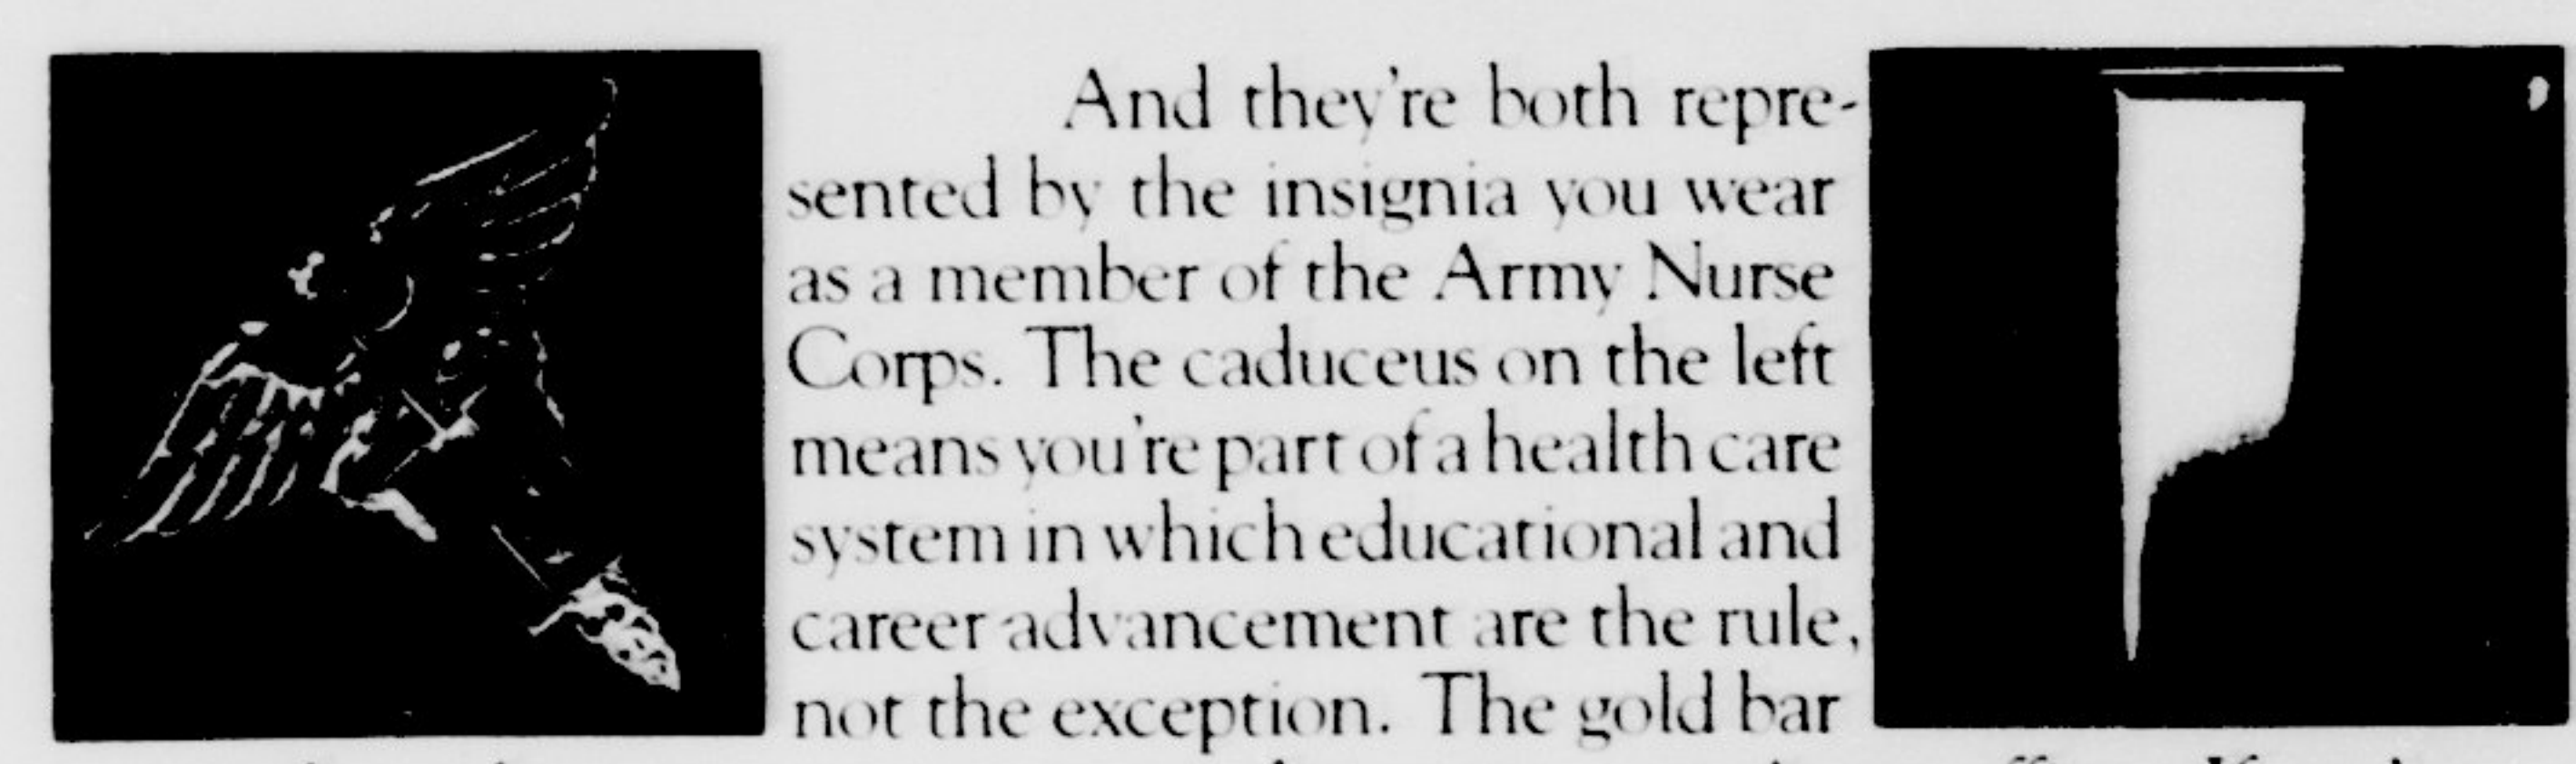 And they're both repre-
sented by the insignia you wear
as a member of the Army Nurse
Corps. The caduceus on the left
means you're part of a health care
system in which educational and
career advancement are the rule,
not the exception. The gold bar